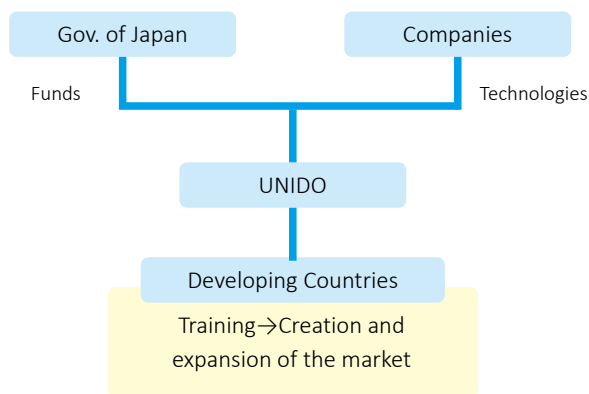 Gov. of Japan
Companies
Funds
Technologies
UNIDO
Developing Countries
Training→Creation and
expansion of the market